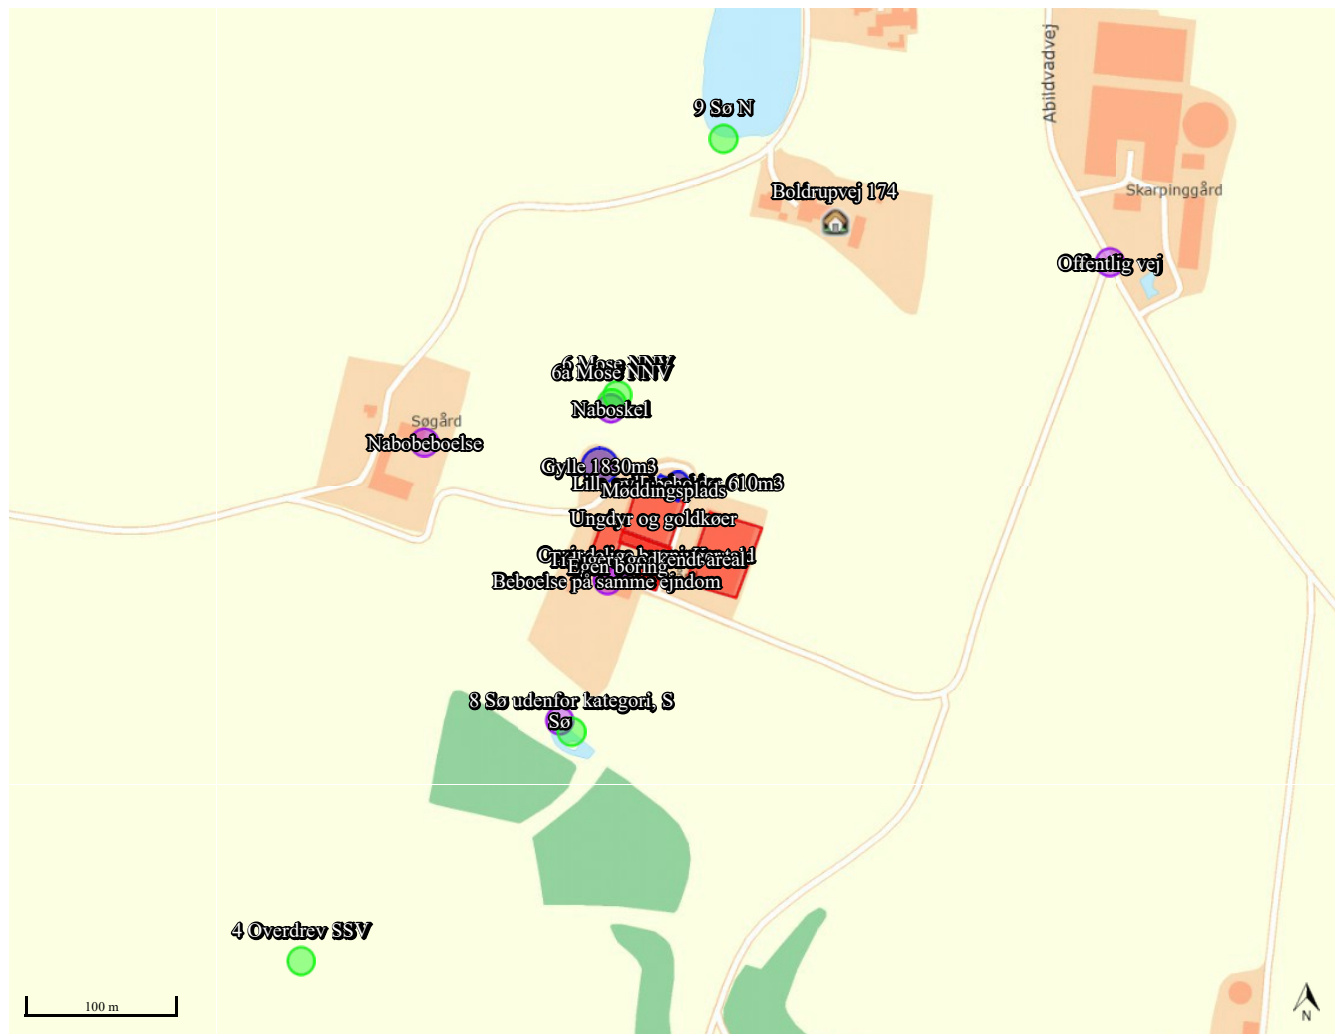 Abildvadvej
9 Sø N
Boldrupvej 174
Skarpinggård
Offentlig vej
6 Mose NNV
6a Mose NNV
Naboskel
Søgård
Nabobeboelse
Gylle 1830m3
610m3
Møddingsplads
Ungdyr og goldkøer
Egen boring
Beboelse på samme ejndom
8 Sø udenfor kategori, S
Sø
4 Overdrev SSV
100 m
N